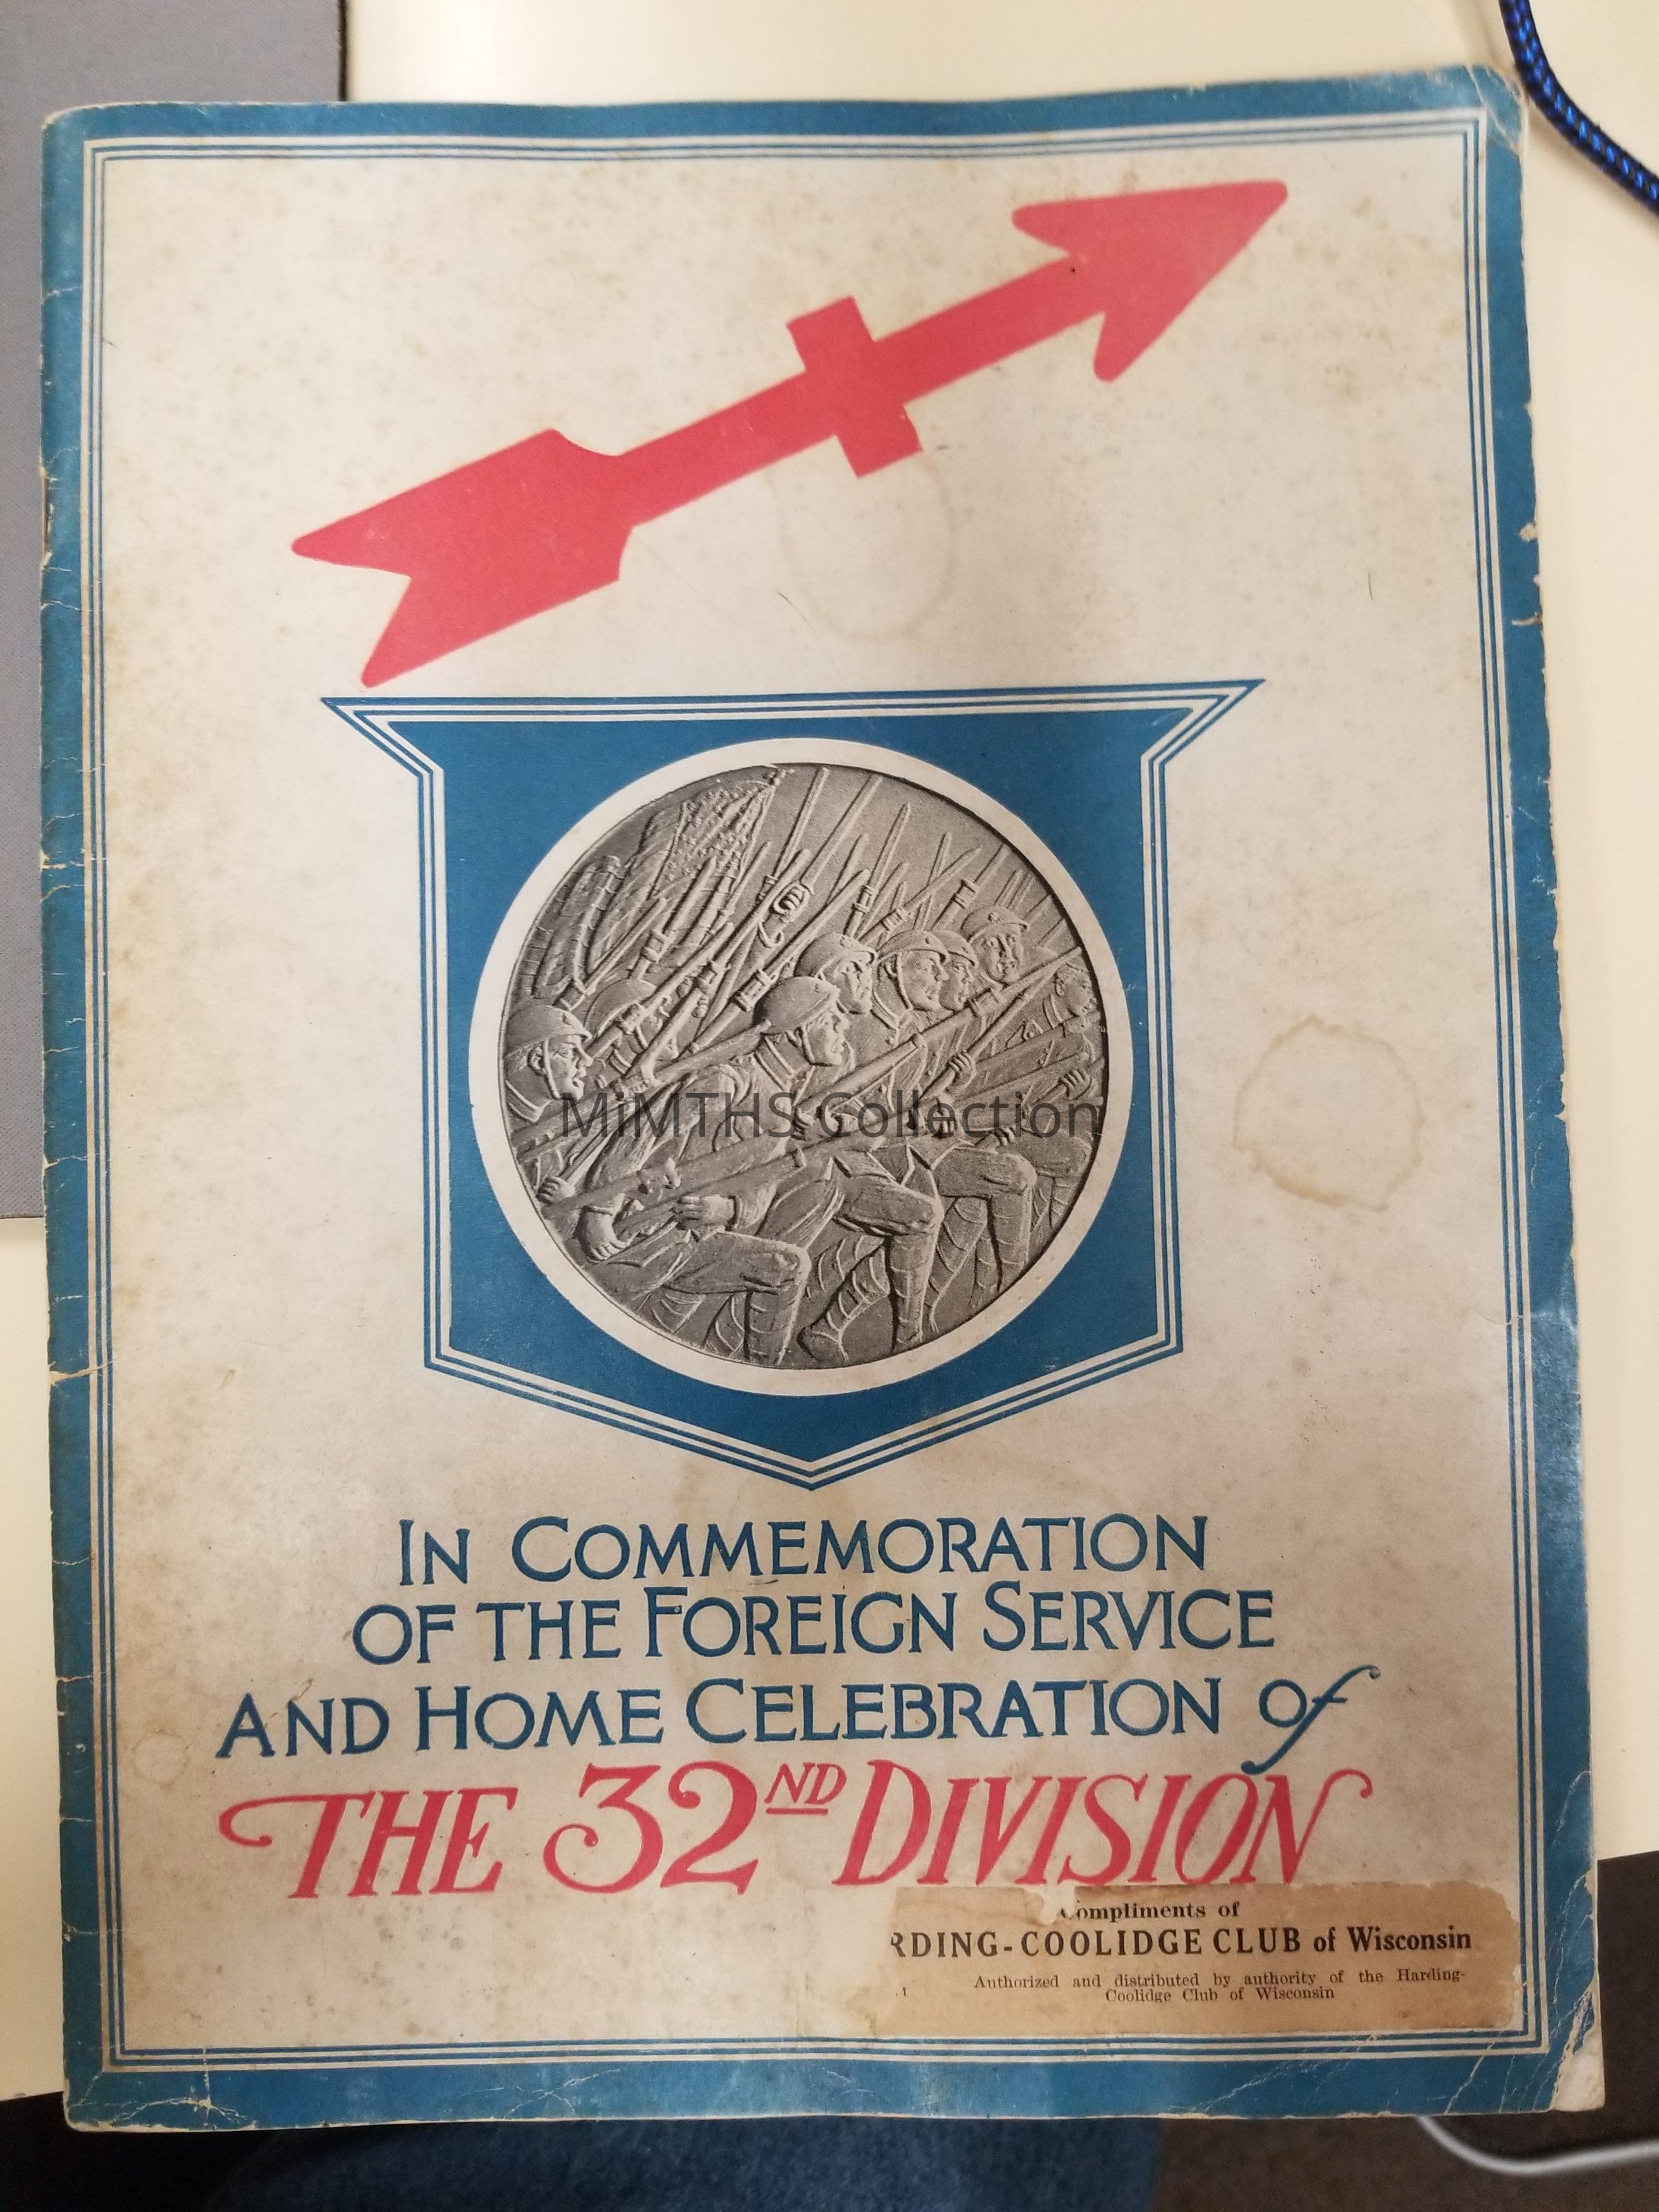 MiMTHS Collection
IN COMMEMORATION
OF THE FOREIGN SERVICE
AND HOME CELEBRATION of
THE 32ND DIVISION
ompliments of
RDING-COOLIDGE CLUB of Wisconsin
Authorized and distributed by authority of the Harding-
Coolidge Club of Wisconsin